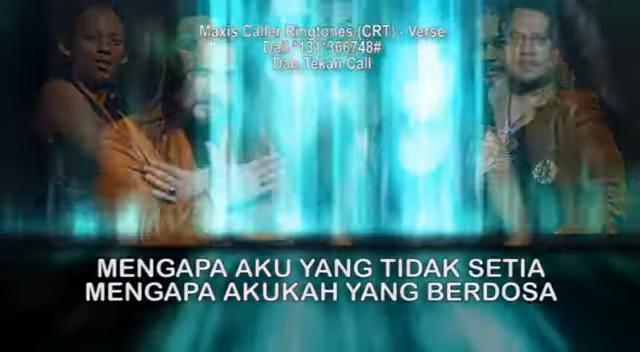 Maxis Caller Ringtones (CRT) - Verse
Dail *131*366748#
Dan Tekan Call
MENGAPA AKU YANG TIDAK SETIA
MENGAPA AKUKAH YANG BERDOSA